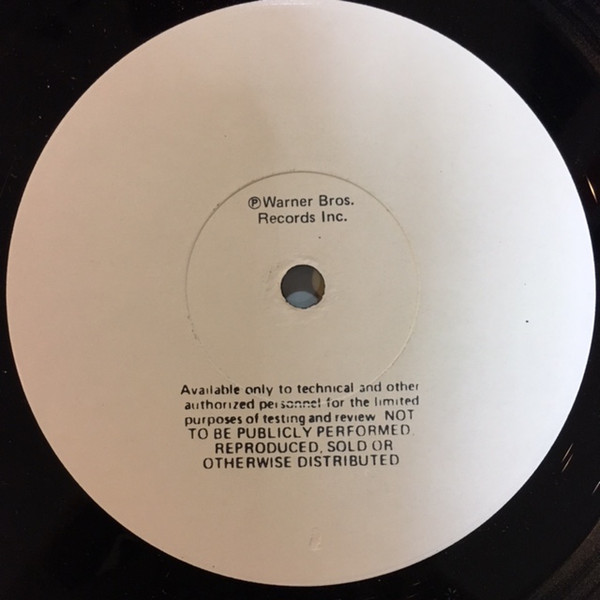 ℗Warner Bros.
Records Inc.
Available only to technical and other
authorized personnel for the limited
purposes of testing and review NOT
TO BE PUBLICLY PERFORMED,
REPRODUCED, SOLD OR
OTHERWISE DISTRIBUTED